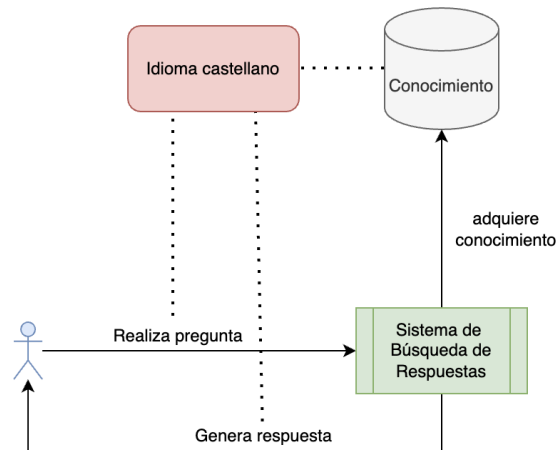 Idioma castellano
Conocimiento
adquiere
conocimiento
Realiza pregunta
Sistema de
Búsqueda de
Respuestas
Genera respuesta